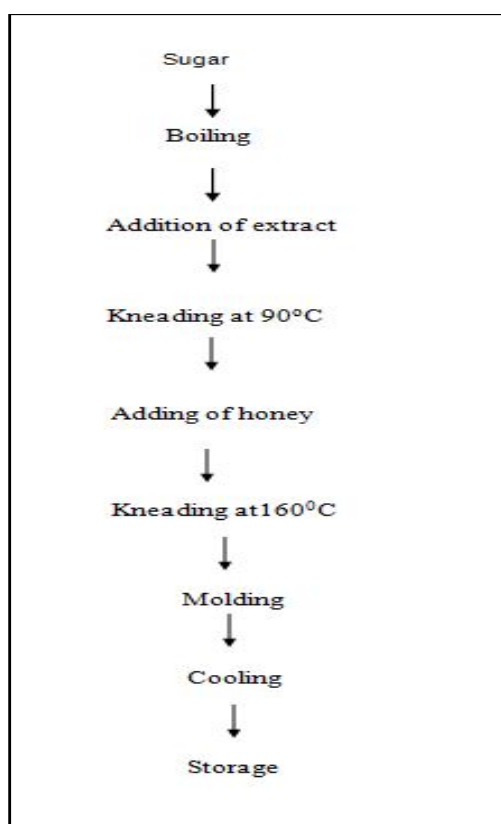 Sugar
Boiling
Addition of extract
Kneading at 90°C
Adding of honey
Kneading at160⁰C
Molding
Cooling
Storage